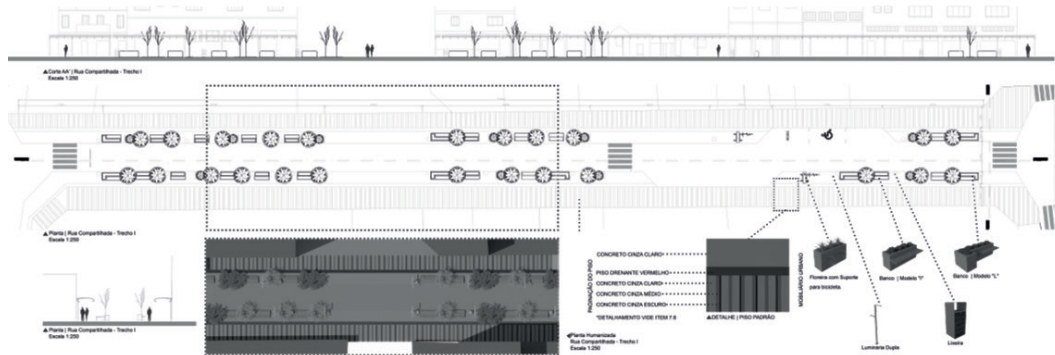 ▲Corte AA' | Rua Compartilhada - Trecho I
Escala 1:250
▲ Planta | Rua Compartilhada - Trecho I
Escala 1:250
▲ Planta | Rua Compartilhada - Trecho I
Escala 1:250
◀Planta Humanizada
Rua Compartilhada - Trecho I
Escala 1:250
PAGINAÇÃO DO PISO
CONCRETO CINZA CLARO
PISO DRENANTE VERMELHO
CONCRETO CINZA CLARO
CONCRETO CINZA MÉDIO
CONCRETO CINZA ESCURO
*DETALHAMENTO VIDE ITEM 7.6
▲DETALHE | PISO PADRÃO
MOBILIÁRIO URBANO
Floreira com Suporte
para bicicleta.
Banco | Modelo "I"
Banco | Modelo "L"
Luminária Dupla
Lixeira